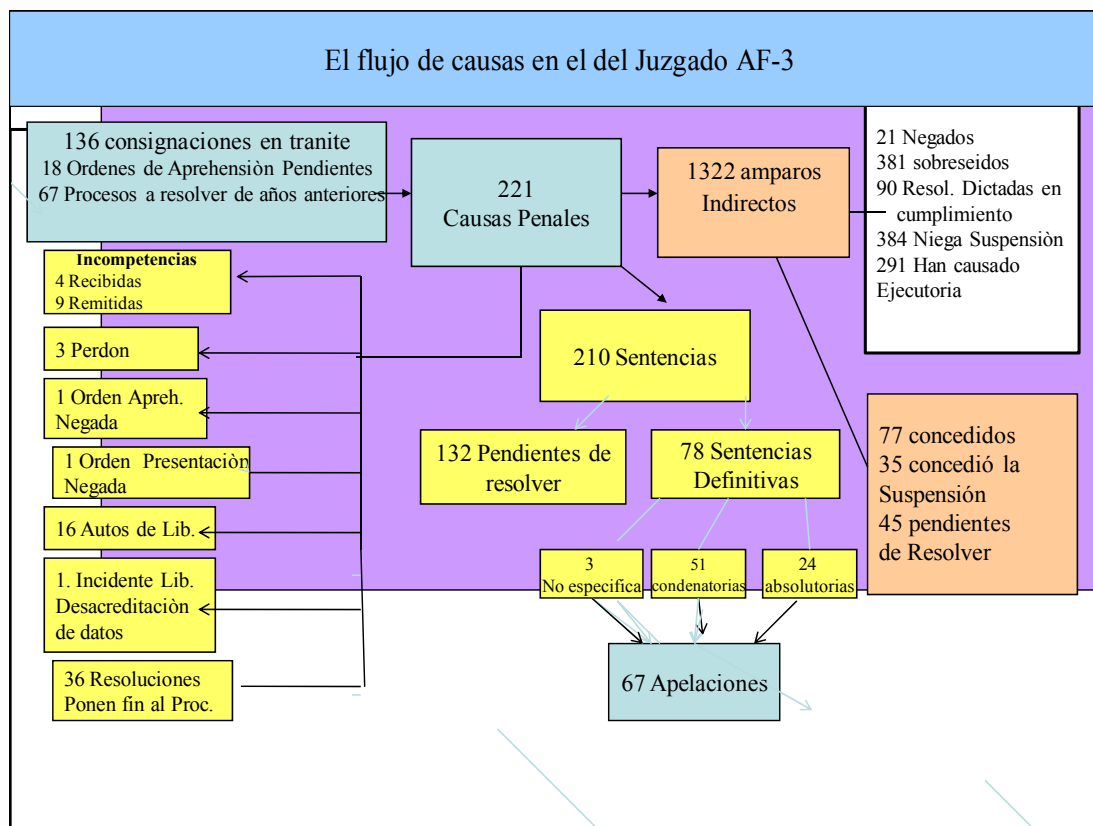 El flujo de causas en el del Juzgado AF-3
136 consignaciones en tranite
18 Ordenes de Aprehensiòn Pendientes
67 Procesos a resolver de años anteriores
221
Causas Penales
1322 amparos
Indirectos
21 Negados
381 sobreseidos
90 Resol. Dictadas en
cumplimiento
384 Niega Suspensiòn
291 Han causado
Ejecutoria
Incompetencias
4 Recibidas
9 Remitidas
3 Perdon
1 Orden Apreh.
Negada
1 Orden Presentaciòn
Negada
16 Autos de Lib.
1. Incidente Lib.
Desacreditaciòn
de datos
36 Resoluciones
Ponen fin al Proc.
210 Sentencias
132 Pendientes de
resolver
78 Sentencias
Definitivas
3
No especifica
51
condenatorias
24
absolutorias
67 Apelaciones
77 concedidos
35 concedió la
Suspensión
45 pendientes
de Resolver